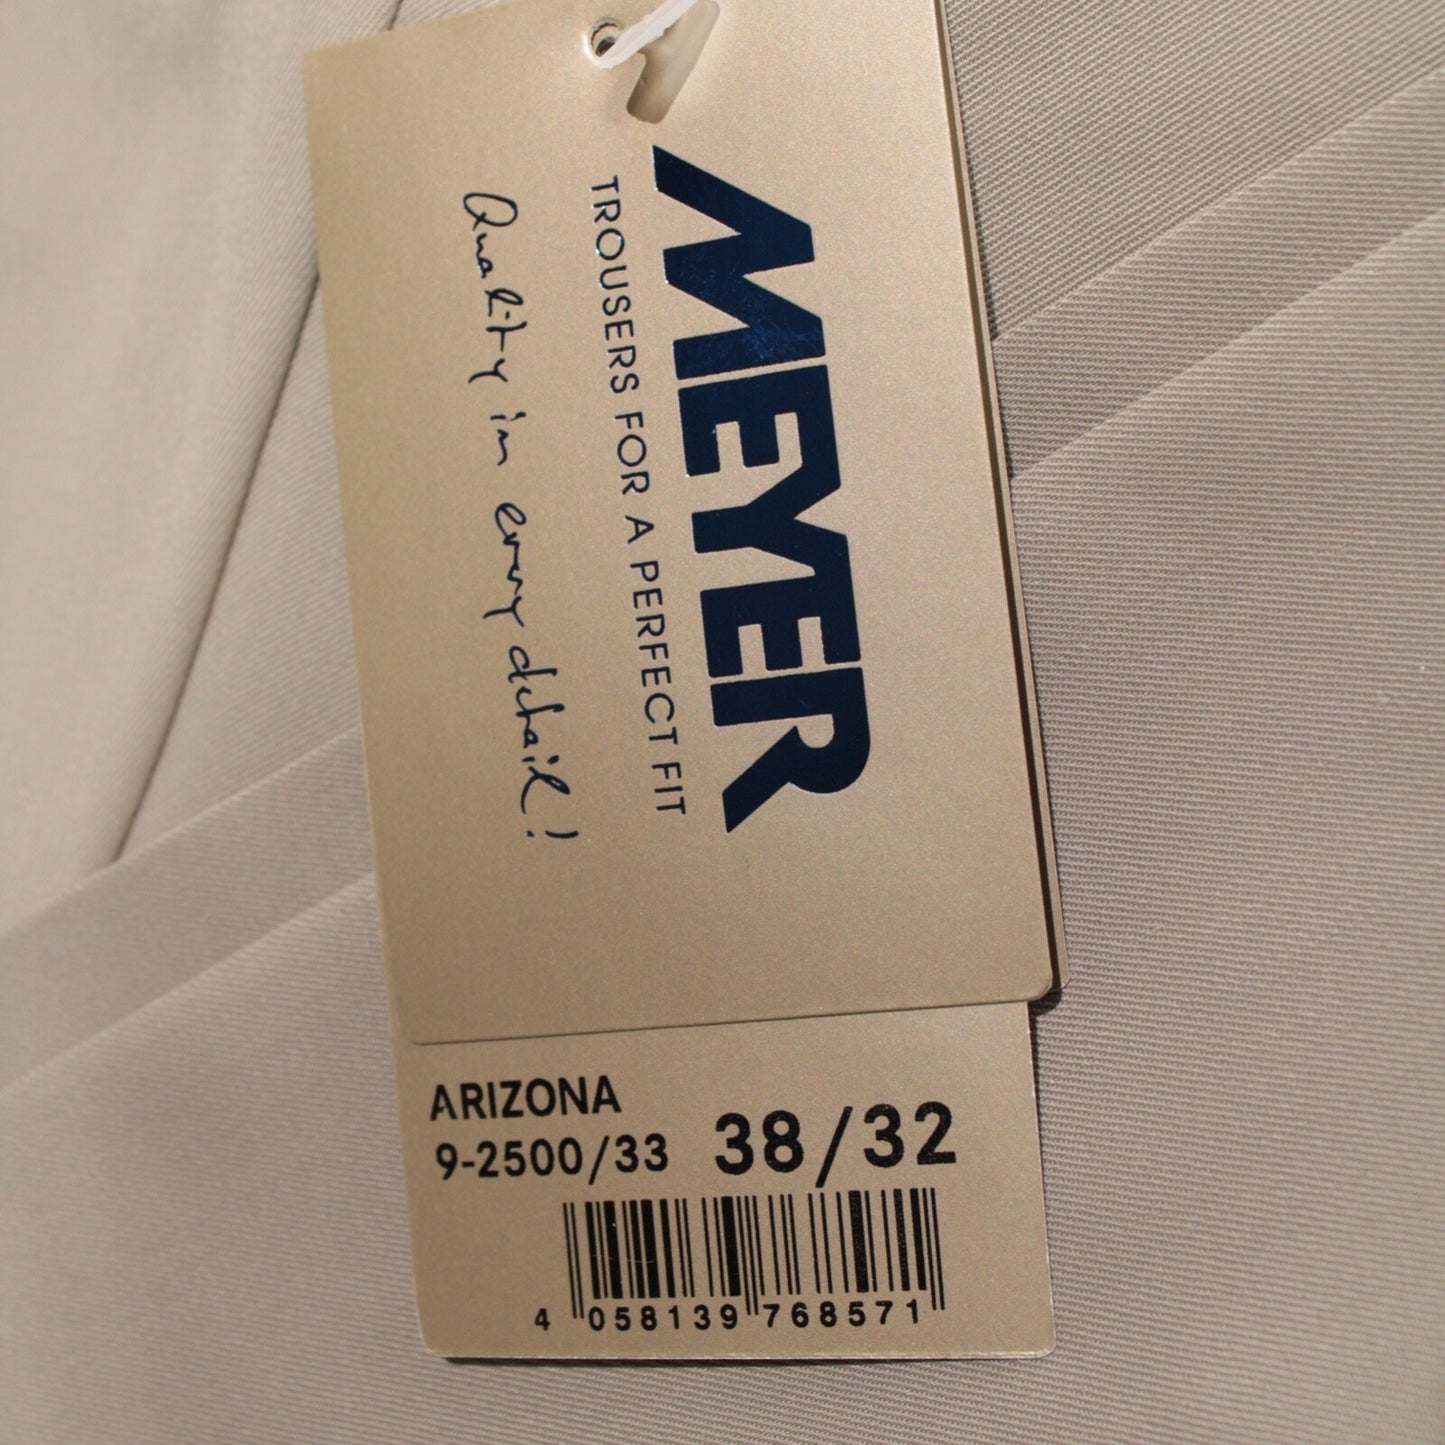 MEYER
TROUSERS FOR A PERFECT FIT
Quality in every detail!
ARIZONA
9-2500/33 38/32
4 058139 768571